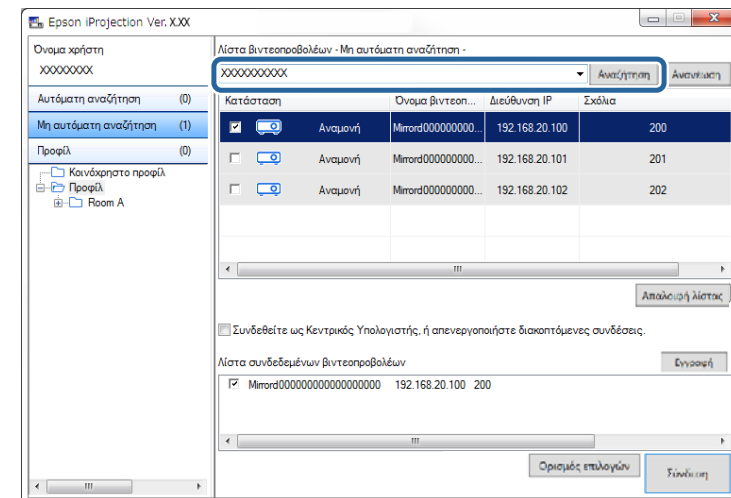 Epson iProjection Ver. X.XX
Όνομα χρήστη
XXXXXXXX
Αυτόματη αναζήτηση (0)
Μη αυτόματη αναζήτηση (1)
Προφίλ (0)
Κοινόχρηστο προφίλ
Προφίλ
Room A
Λίστα βιντεοπροβολέων - Μη αυτόματη αναζήτηση -
XXXXXXXXXX Αναζήτηση Ανανέωση
Κατάσταση Όνομα βιντεοπ... Διεύθυνση IP Σχόλια
Αναμονή Mirrord000000000... 192.168.20.100 200
Αναμονή Mirrord000000000... 192.168.20.101 201
Αναμονή Mirrord000000000... 192.168.20.102 202
Απαλοιφή λίστας
Συνδεθείτε ως Κεντρικός Υπολογιστής, ή απενεργοποιήστε διακοπτόμενες συνδέσεις.
Λίστα συνδεδεμένων βιντεοπροβολέων Εγγραφή
Mirrord000000000000000000 192.168.20.100 200
Ορισμός επιλογών Σύνδεση